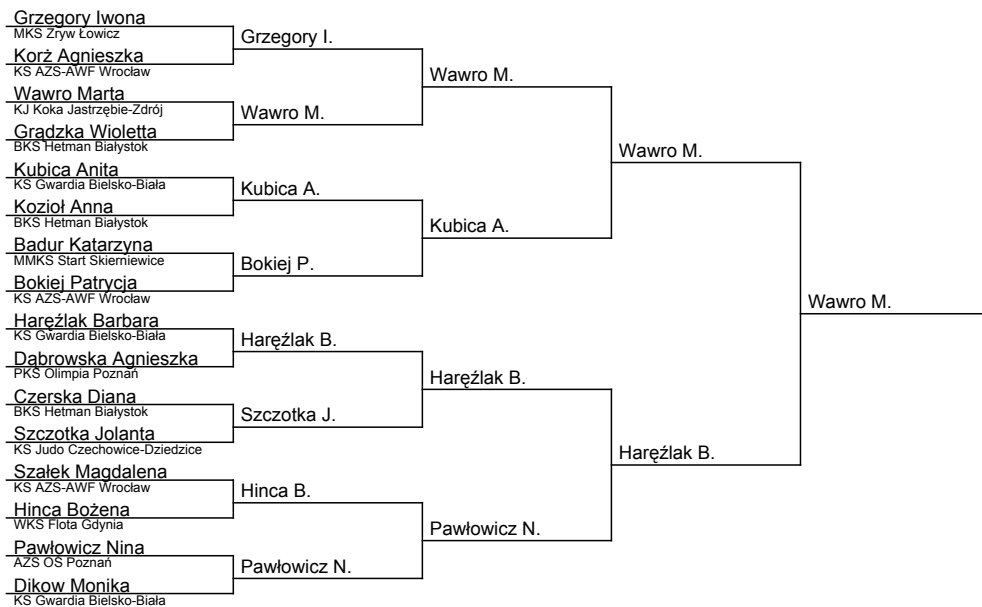 Grzegory Iwona
MKS Zryw Łowicz
Korż Agnieszka
KS AZS-AWF Wrocław
Wawro Marta
KJ Koka Jastrzębie-Zdrój
Grądzka Wioletta
BKS Hetman Białystok
Kubica Anita
KS Gwardia Bielsko-Biała
Kozioł Anna
BKS Hetman Białystok
Badur Katarzyna
MMKS Start Skierniewice
Bokiej Patrycja
KS AZS-AWF Wrocław
Haręźlak Barbara
KS Gwardia Bielsko-Biała
Dąbrowska Agnieszka
PKS Olimpia Poznań
Czerska Diana
BKS Hetman Białystok
Szczotka Jolanta
KS Judo Czechowice-Dziedzice
Szałek Magdalena
KS AZS-AWF Wrocław
Hinca Bożena
WKS Flota Gdynia
Pawłowicz Nina
AZS OŚ Poznań
Dikow Monika
KS Gwardia Bielsko-Biała
Grzegory I.
Wawro M.
Kubica A.
Bokiej P.
Haręźlak B.
Szczotka J.
Hinca B.
Pawłowicz N.
Wawro M.
Kubica A.
Haręźlak B.
Pawłowicz N.
Wawro M.
Haręźlak B.
Wawro M.